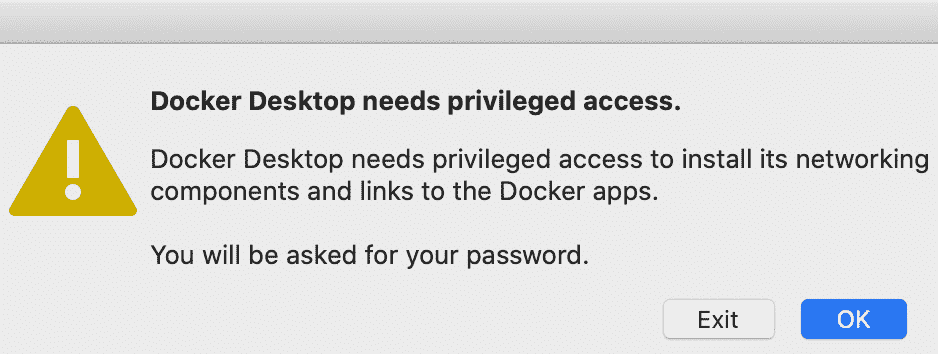 Docker Desktop needs privileged access.
Docker Desktop needs privileged access to install its networking
components and links to the Docker apps.
You will be asked for your password.
Exit
OK